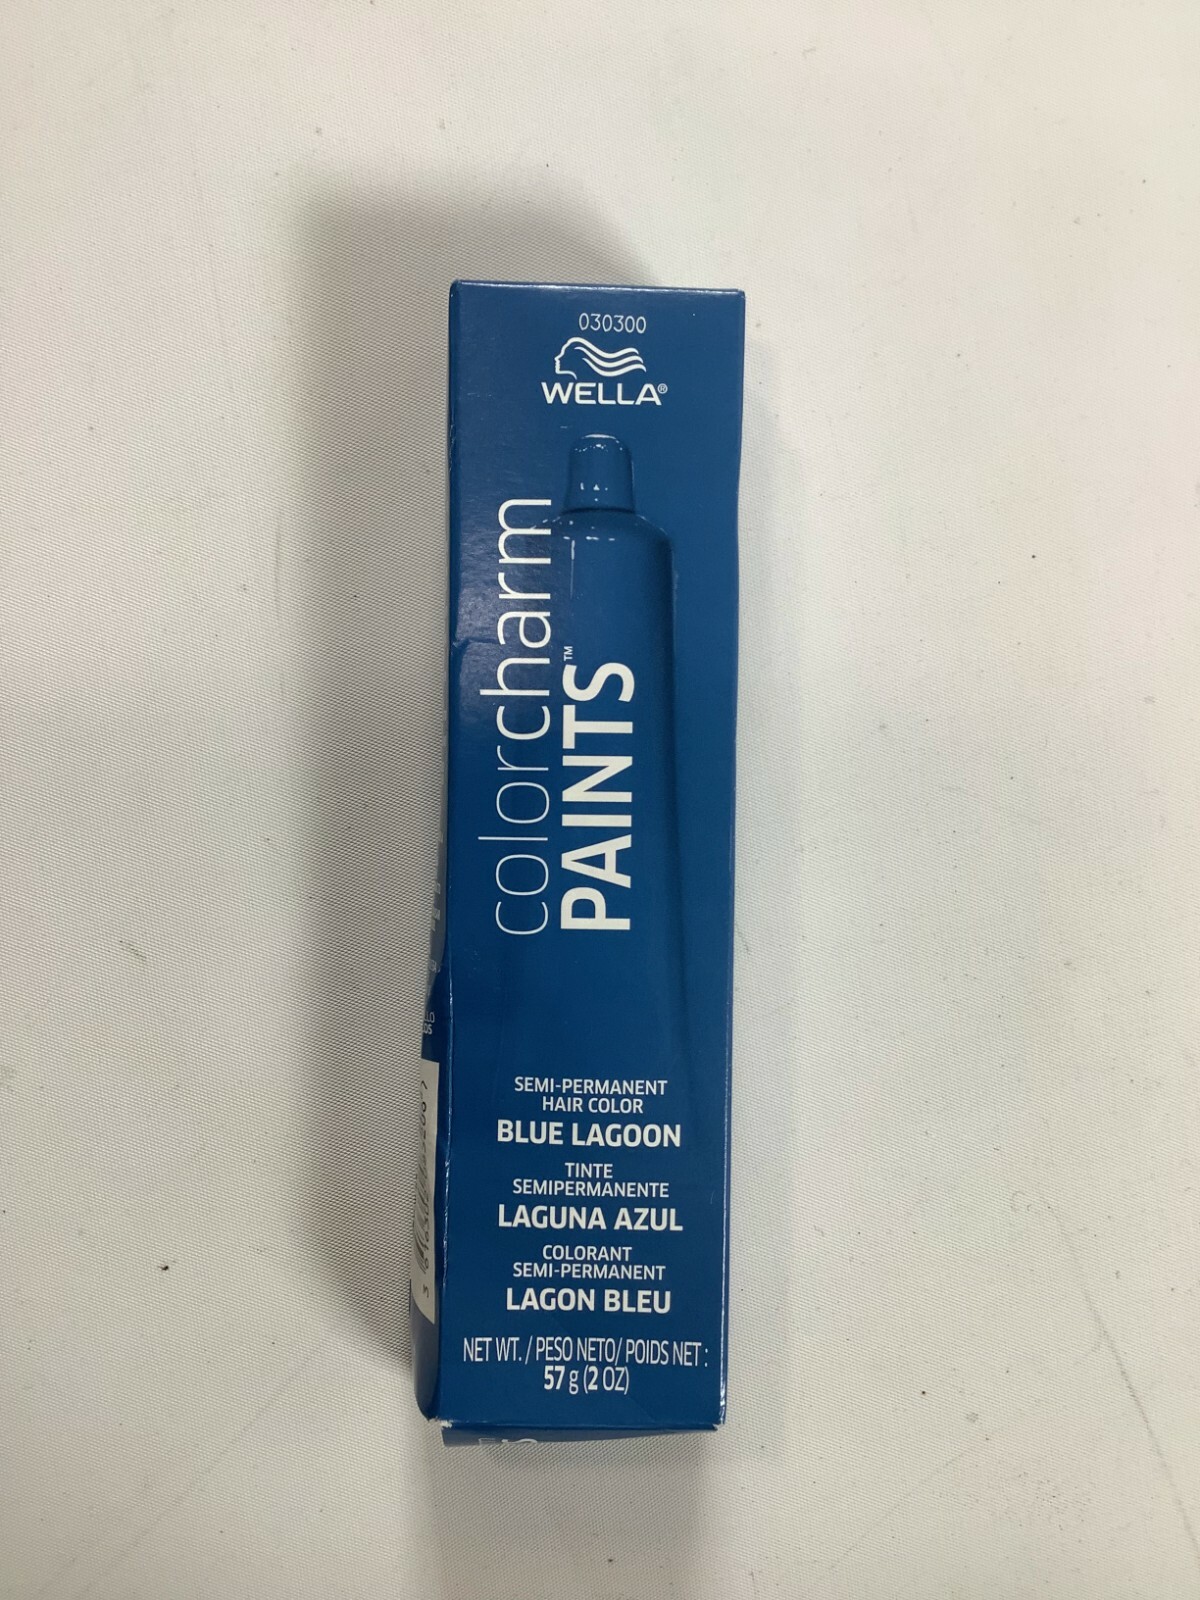 030300
WELLA®
colorcharm
PAINTS™
SEMI-PERMANENT
HAIR COLOR
BLUE LAGOON
TINTE
SEMIPERMANENTE
LAGUNA AZUL
COLORANT
SEMI-PERMANENT
LAGON BLEU
NET WT. / PESO NETO/ POIDS NET :
57 g (2 OZ)